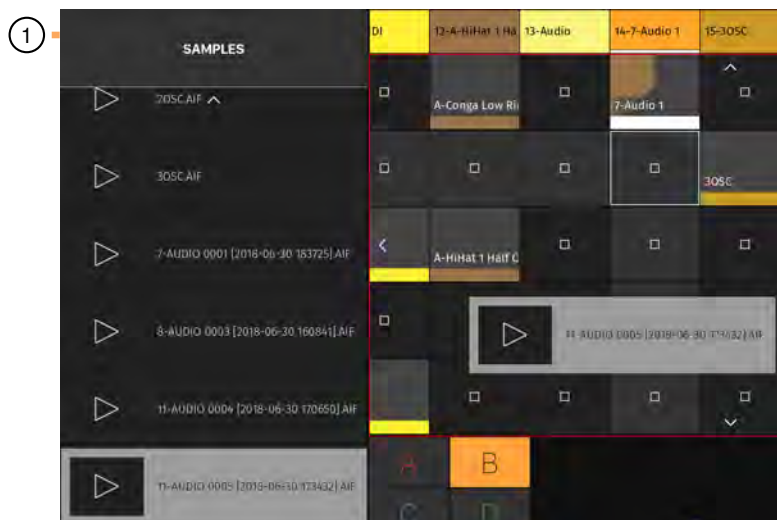 1
SAMPLES
DI
12-A-HiHat 1 Ha
13-Audio
14-7-Audio 1
15-3OSC
2OSC.AIF
A-Conga Low Ri
7-Audio 1
3OSC.AIF
3OSC
7-AUDIO 0001 [2018-06-30 183725].AIF
A-HiHat 1 Half C
8-AUDIO 0003 [2018-06-30 160841].AIF
11-AUDIO 0005 [2018-06-30 173432].AIF
11-AUDIO 0004 [2018-06-30 170650].AIF
A
B
11-AUDIO 0005 [2018-06-30 173432].AIF
C
D